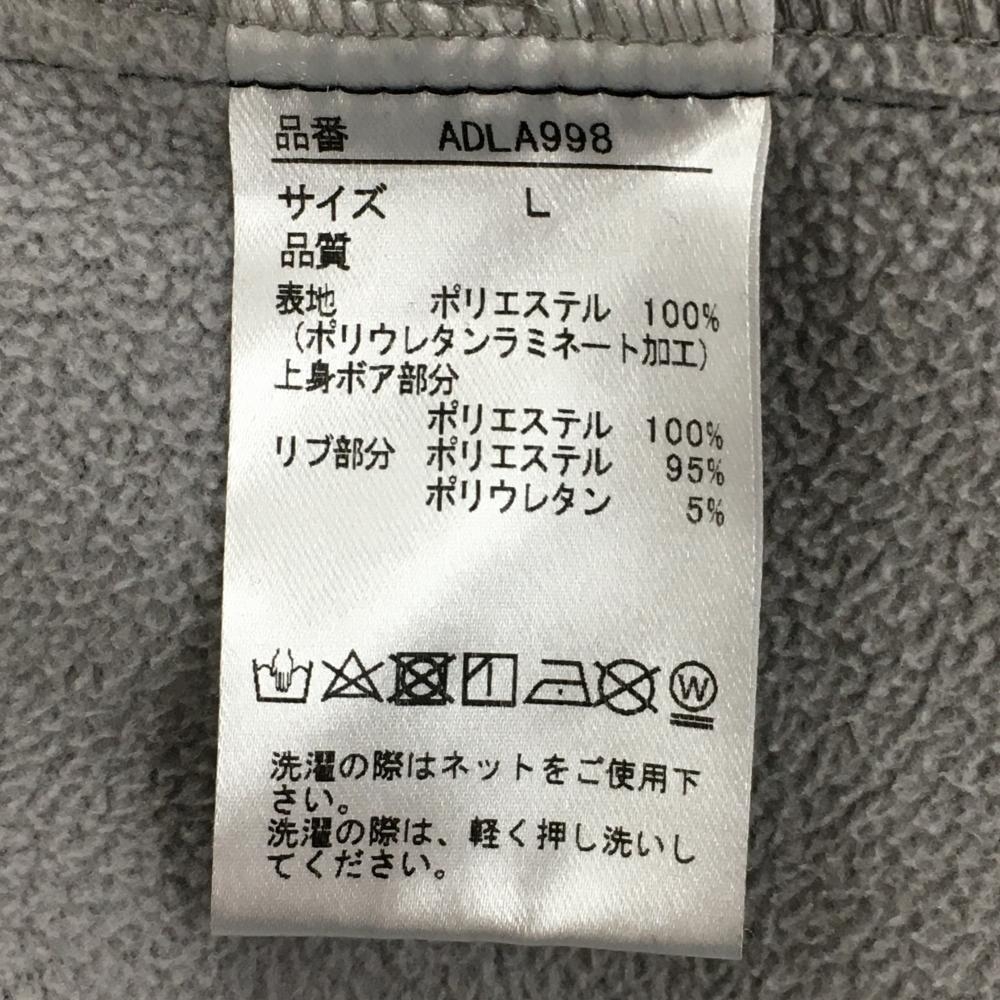 品番 ADLA998
サイズ L
品質
表地 ポリエステル 100%
(ポリウレタンラミネート加工)
上身ボア部分
ポリエステル 100%
リブ部分 ポリエステル 95%
ポリウレタン 5%
W
洗濯の際はネットをご使用下
さい。
洗濯の際は、軽く押し洗いし
てください。